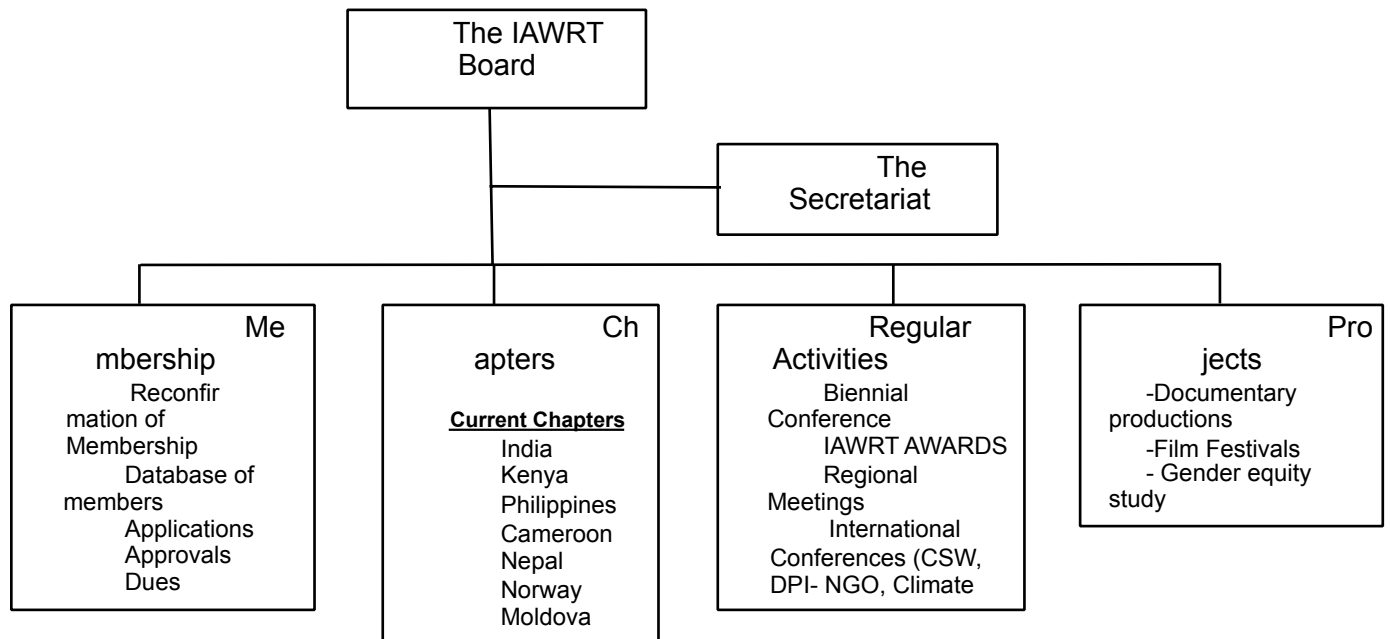 The IAWRT
Board
The
Secretariat
Me
mbership
Reconfir
mation of
Membership
Database of
members
Applications
Approvals
Dues
Ch
apters
Current Chapters
India
Kenya
Philippines
Cameroon
Nepal
Norway
Moldova
Regular
Activities
Biennial
Conference
IAWRT AWARDS
Regional
Meetings
International
Conferences (CSW,
DPI- NGO, Climate
Pro
jects
-Documentary
productions
-Film Festivals
- Gender equity
study